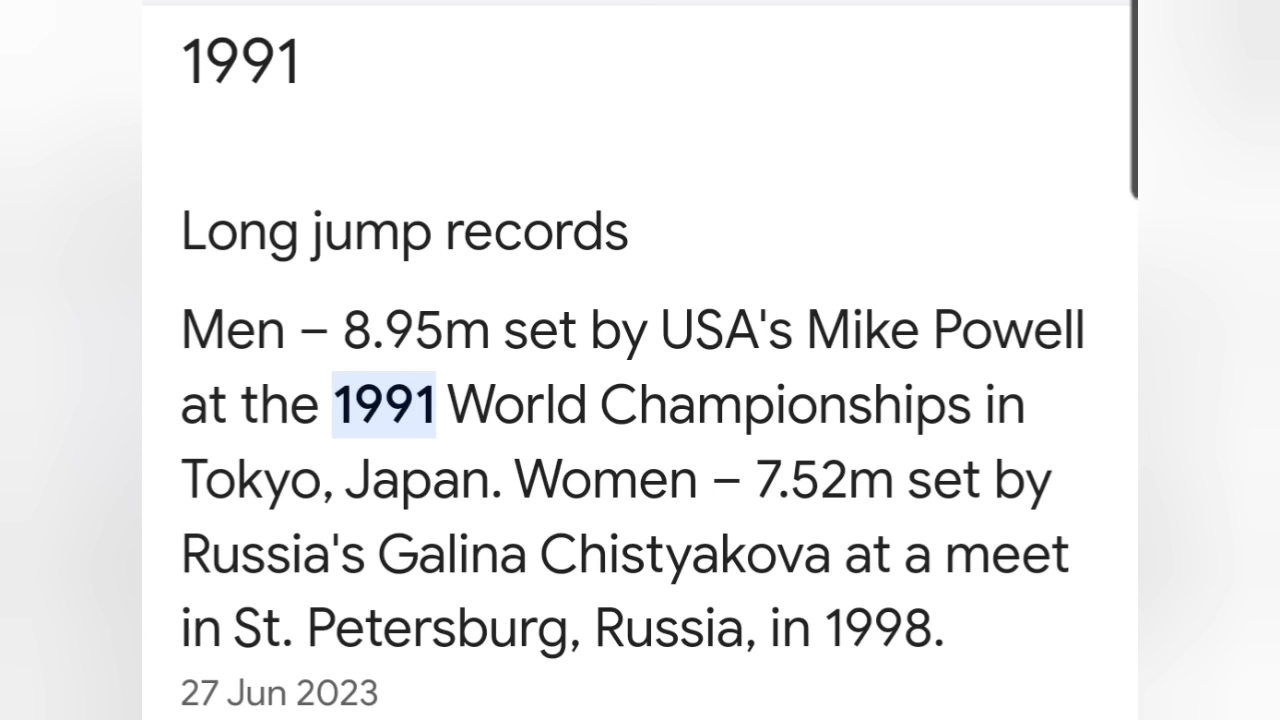 1991
Long jump records
Men – 8.95m set by USA's Mike Powell
at the 1991 World Championships in
Tokyo, Japan. Women – 7.52m set by
Russia's Galina Chistyakova at a meet
in St. Petersburg, Russia, in 1998.
27 Jun 2023